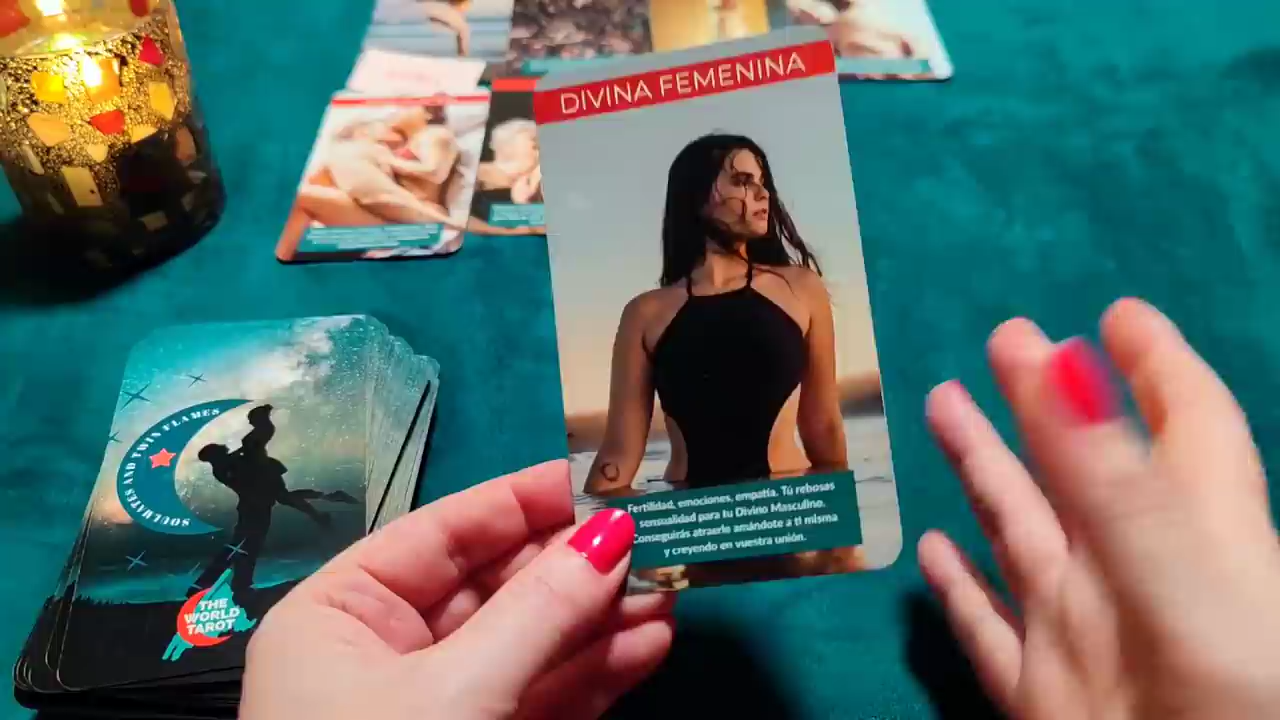 DIVINA FEMENINA
Fertilidad, emociones, empatía. Tú rebosas
sensualidad para tu Divino Masculino.
Conseguirás atraerle amándote a ti misma
y creyendo en vuestra unión.
SOULMATES AND TWIN FLAMES
THE
WORLD
TAROT